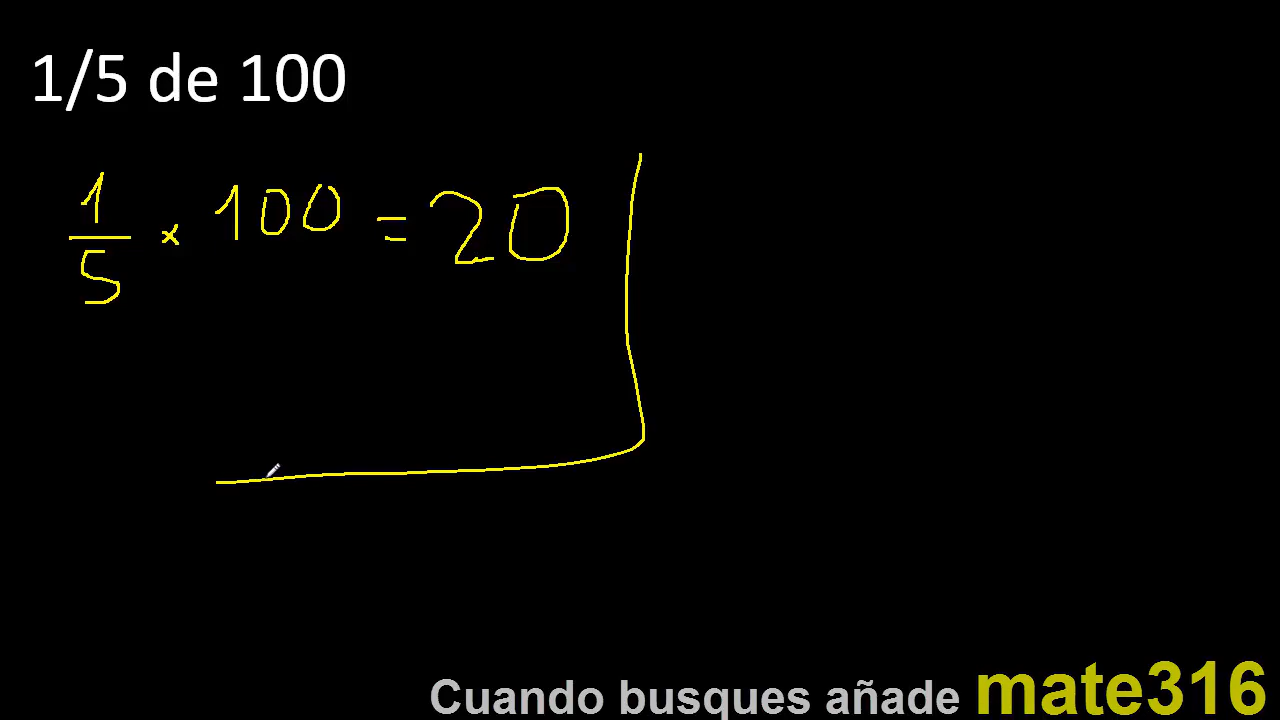 1/5 de 100
1/5 × 100 = 20
Cuando busques añade mate316